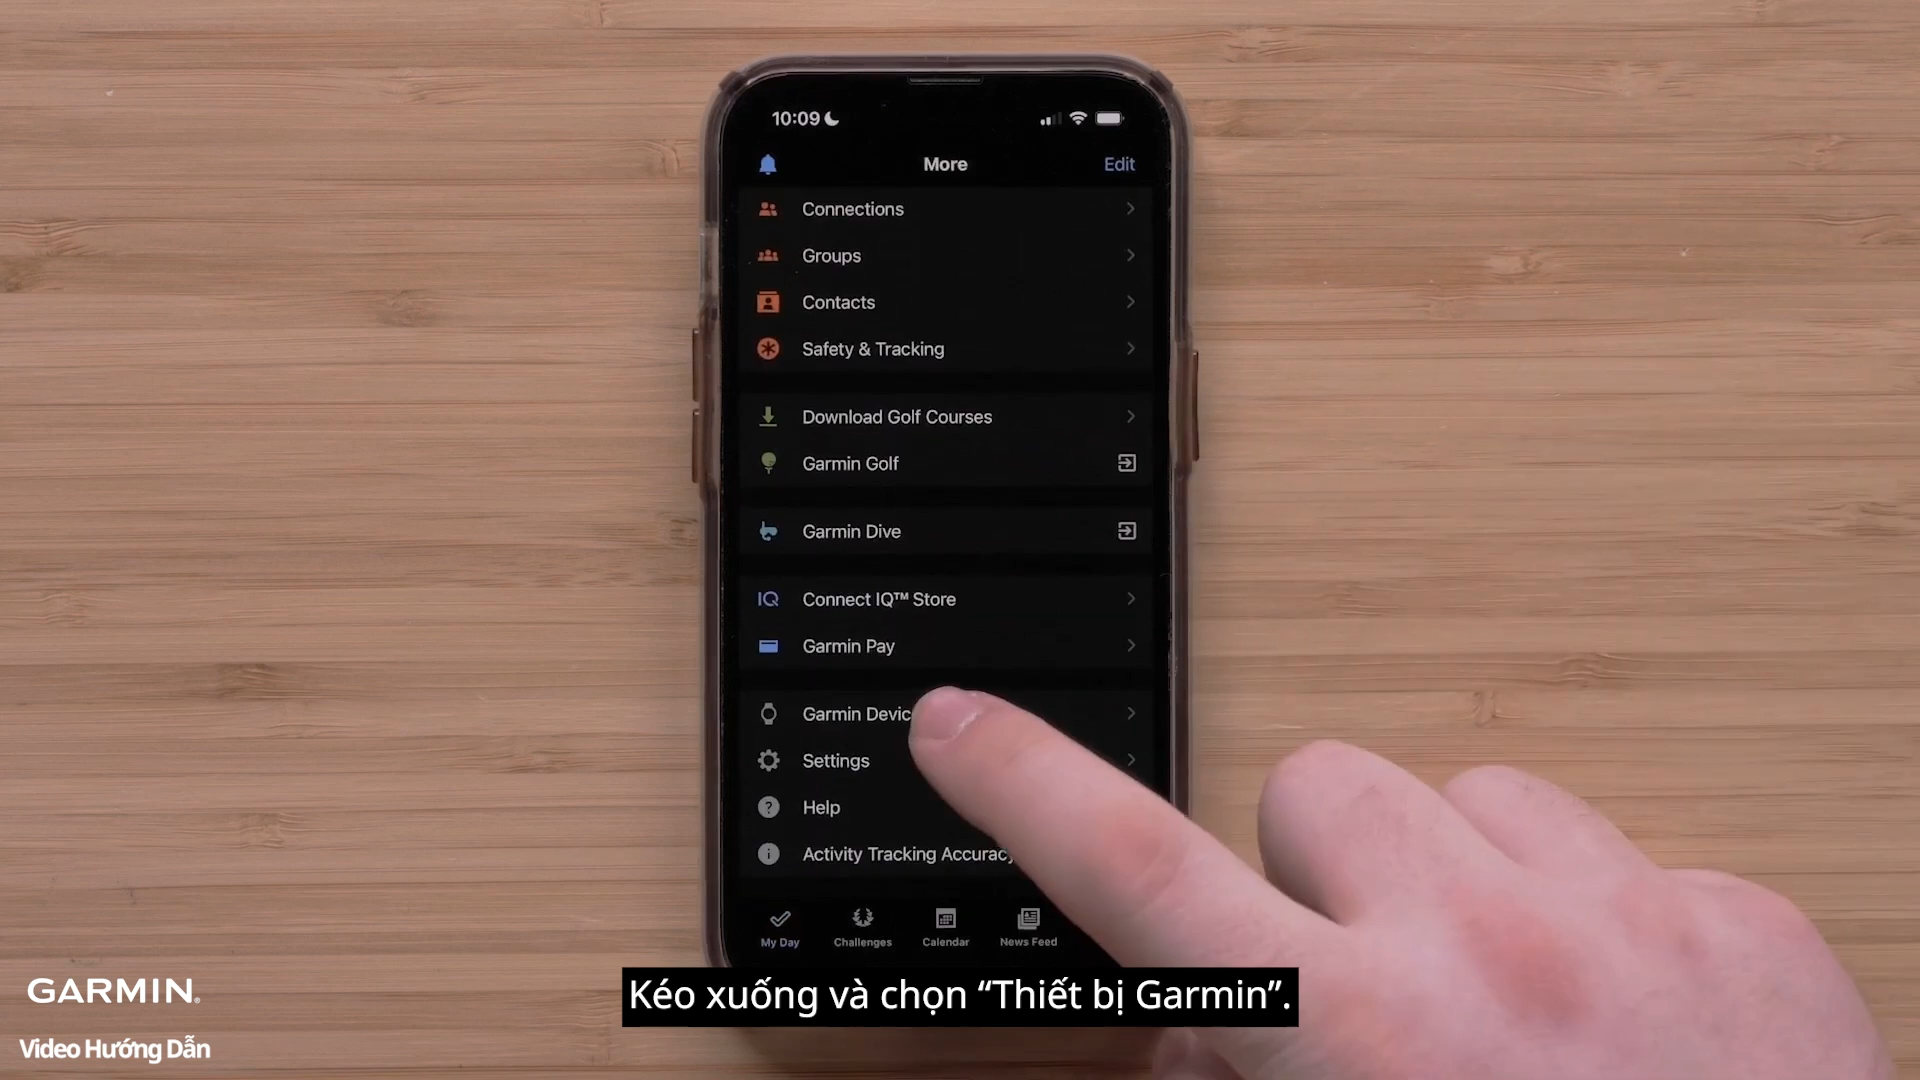 10:09
More
Edit
Connections
Groups
Contacts
Safety & Tracking
Download Golf Courses
Garmin Golf
Garmin Dive
IQ
Connect IQ™ Store
Garmin Pay
Garmin Devic
Settings
Help
Activity Tracking Accuracy
My Day
Challenges
Calendar
News Feed
GARMIN®
Kéo xuống và chọn “Thiết bị Garmin”.
Video Hướng Dẫn